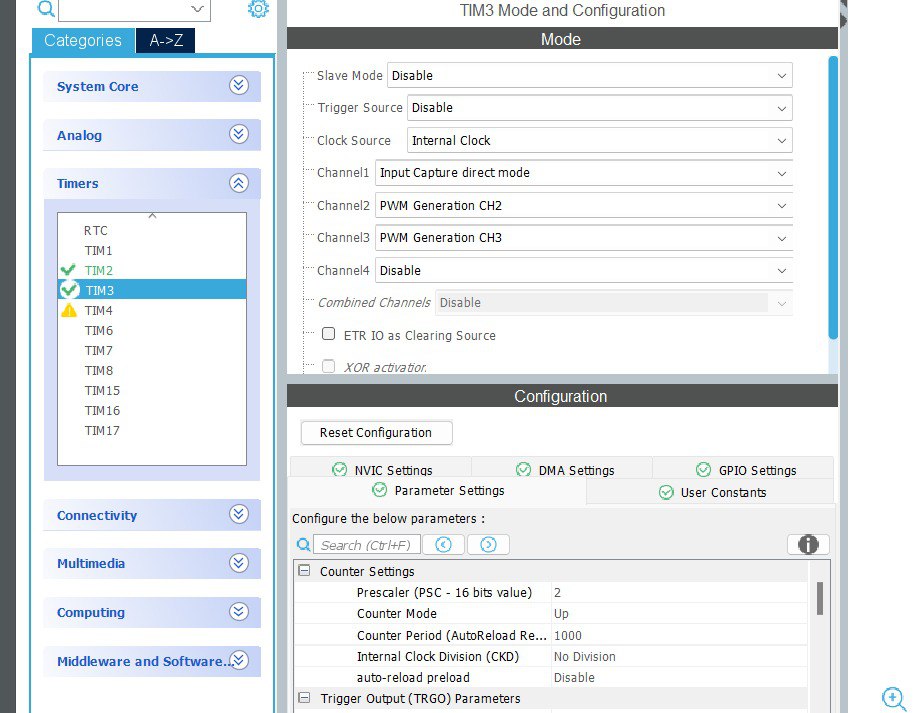 TIM3 Mode and Configuration
Categories A->Z
System Core
Analog
Timers
RTC
TIM1
TIM2
TIM3
TIM4
TIM6
TIM7
TIM8
TIM15
TIM16
TIM17
Connectivity
Multimedia
Computing
Middleware and Software...
Mode
Slave Mode Disable
Trigger Source Disable
Clock Source Internal Clock
Channel1 Input Capture direct mode
Channel2 PWM Generation CH2
Channel3 PWM Generation CH3
Channel4 Disable
Combined Channels Disable
ETR IO as Clearing Source
XOR activation
Configuration
Reset Configuration
NVIC Settings DMA Settings GPIO Settings
Parameter Settings User Constants
Configure the below parameters :
Search (Ctrl+F)
Counter Settings
Prescaler (PSC - 16 bits value) 2
Counter Mode Up
Counter Period (AutoReload Re... 1000
Internal Clock Division (CKD) No Division
auto-reload preload Disable
Trigger Output (TRGO) Parameters